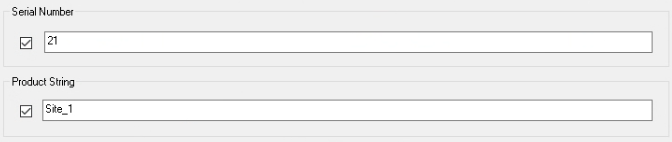 Serial Number
21
Product String
Site_1